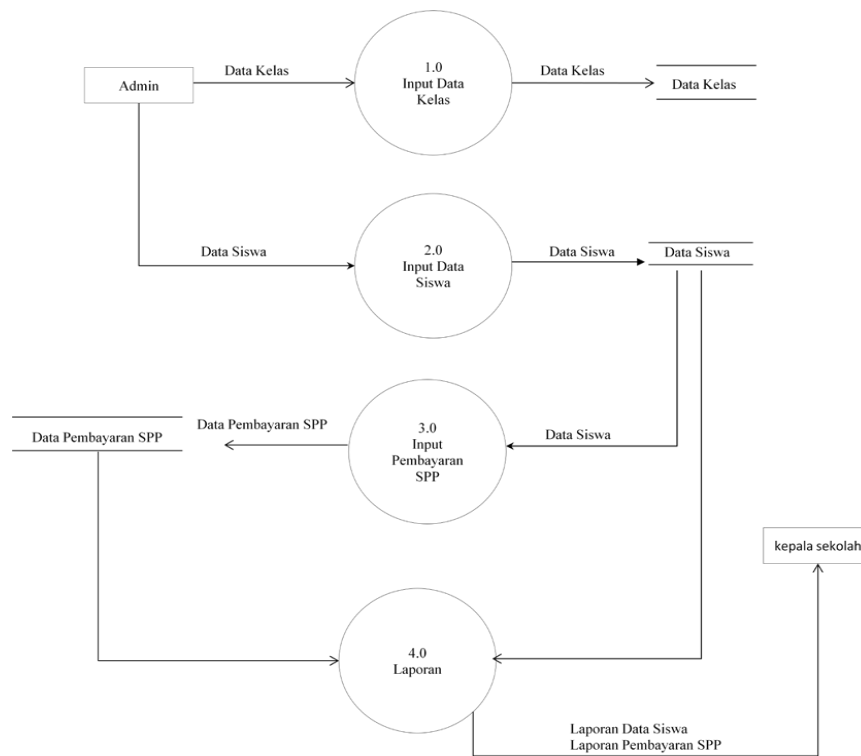 Admin
Data Kelas
1.0
Input Data
Kelas
Data Kelas
Data Kelas
Data Siswa
2.0
Input Data
Siswa
Data Siswa
Data Siswa
Data Pembayaran SPP
Data Pembayaran SPP
3.0
Input
Pembayaran
SPP
Data Siswa
kepala sekolah
4.0
Laporan
Laporan Data Siswa
Laporan Pembayaran SPP